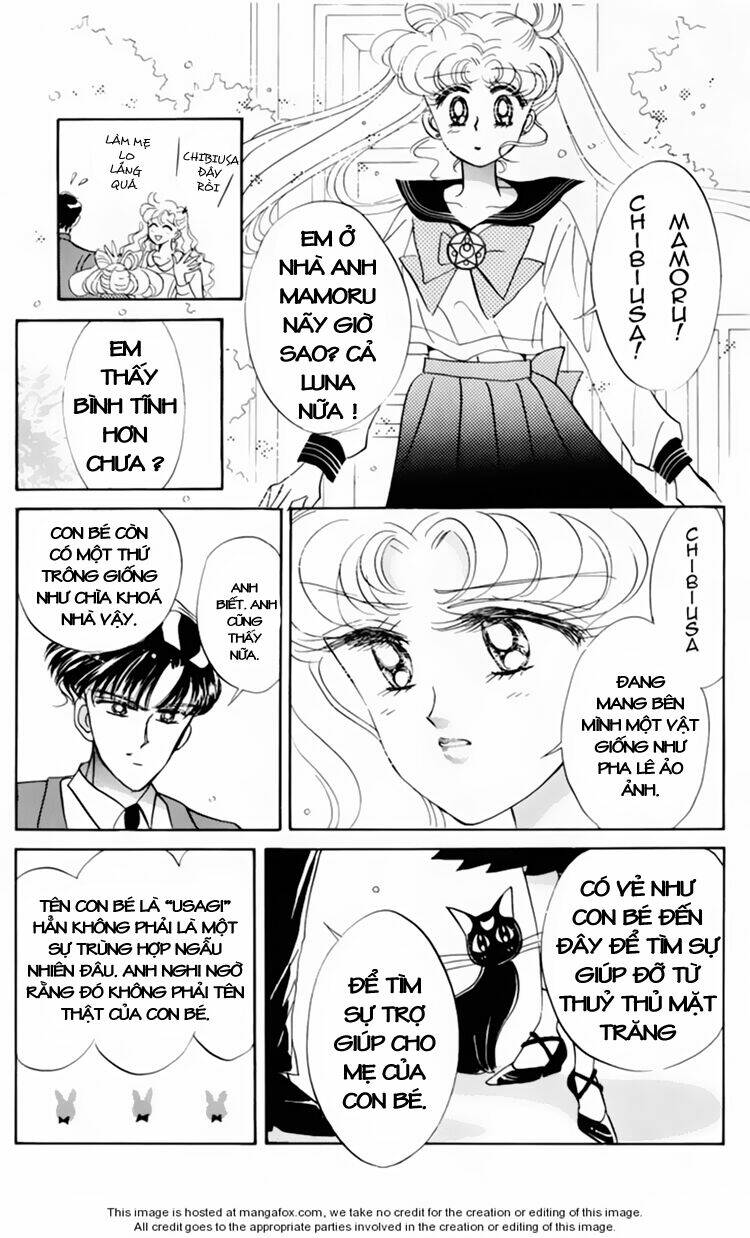 MAMORU!
CHIBIUSA!
EM Ở
NHÀ ANH
MAMORU
NÃY GIỜ
SAO? CẢ
LUNA
NỮA !
CHIBIUSA
ĐÂY
RỒI
LÀM MẸ
LO
LẮNG
QUÁ
EM
THẤY
BÌNH TĨNH
HƠN
CHƯA ?
CHIBIUSA
ĐANG
MANG BÊN
MÌNH MỘT VẬT
GIỐNG NHƯ
PHA LÊ ẢO
ẢNH.
ANH
BIẾT. ANH
CŨNG
THẤY
NỮA.
CON BÉ CÒN
CÓ MỘT THỨ
TRÔNG GIỐNG
NHƯ CHÌA KHOÁ
NHÀ VẬY.
CÓ VẺ NHƯ
CON BÉ ĐẾN
ĐÂY ĐỂ TÌM SỰ
GIÚP ĐỠ TỪ
THUỶ THỦ MẶT
TRĂNG
ĐỂ TÌM
SỰ TRỢ
GIÚP CHO
MẸ CỦA
CON BÉ.
TÊN CON BÉ LÀ "USAGI"
HẲN KHÔNG PHẢI LÀ MỘT
SỰ TRÙNG HỢP NGẪU
NHIÊN ĐÂU. ANH NGHI NGỜ
RẰNG ĐÓ KHÔNG PHẢI TÊN
THẬT CỦA CON BÉ.
This image is hosted at mangafox.com, we take no credit for the creation or editing of this image.
All credit goes to the appropriate parties involved in the creation or editing of this image.